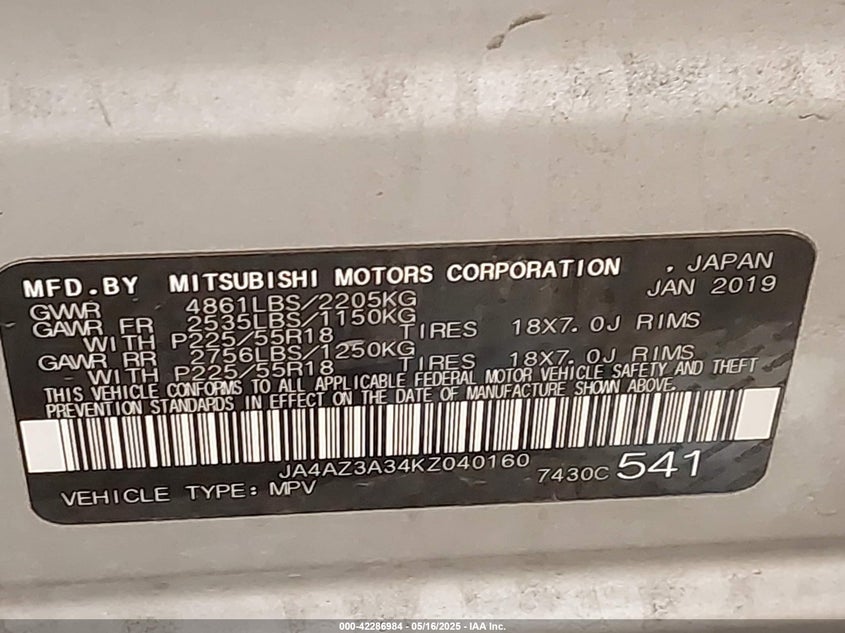 MFD.BY MITSUBISHI MOTORS CORPORATION , JAPAN
GVWR 4861LBS/2205KG JAN 2019
GAWR FR 2535LBS/1150KG
WITH P225/55R18 TIRES 18X7.0J RIMS
GAWR RR 2756LBS/1250KG
WITH P225/55R18 TIRES 18X7.0J RIMS
THIS VEHICLE CONFORMS TO ALL APPLICABLE FEDERAL MOTOR VEHICLE SAFETY AND THEFT
PREVENTION STANDARDS IN EFFECT ON THE DATE OF MANUFACTURE SHOWN ABOVE.
JA4AZ3A34KZ040160
VEHICLE TYPE: MPV 7430C 541
000-42286984 - 05/16/2025 - IAA Inc.